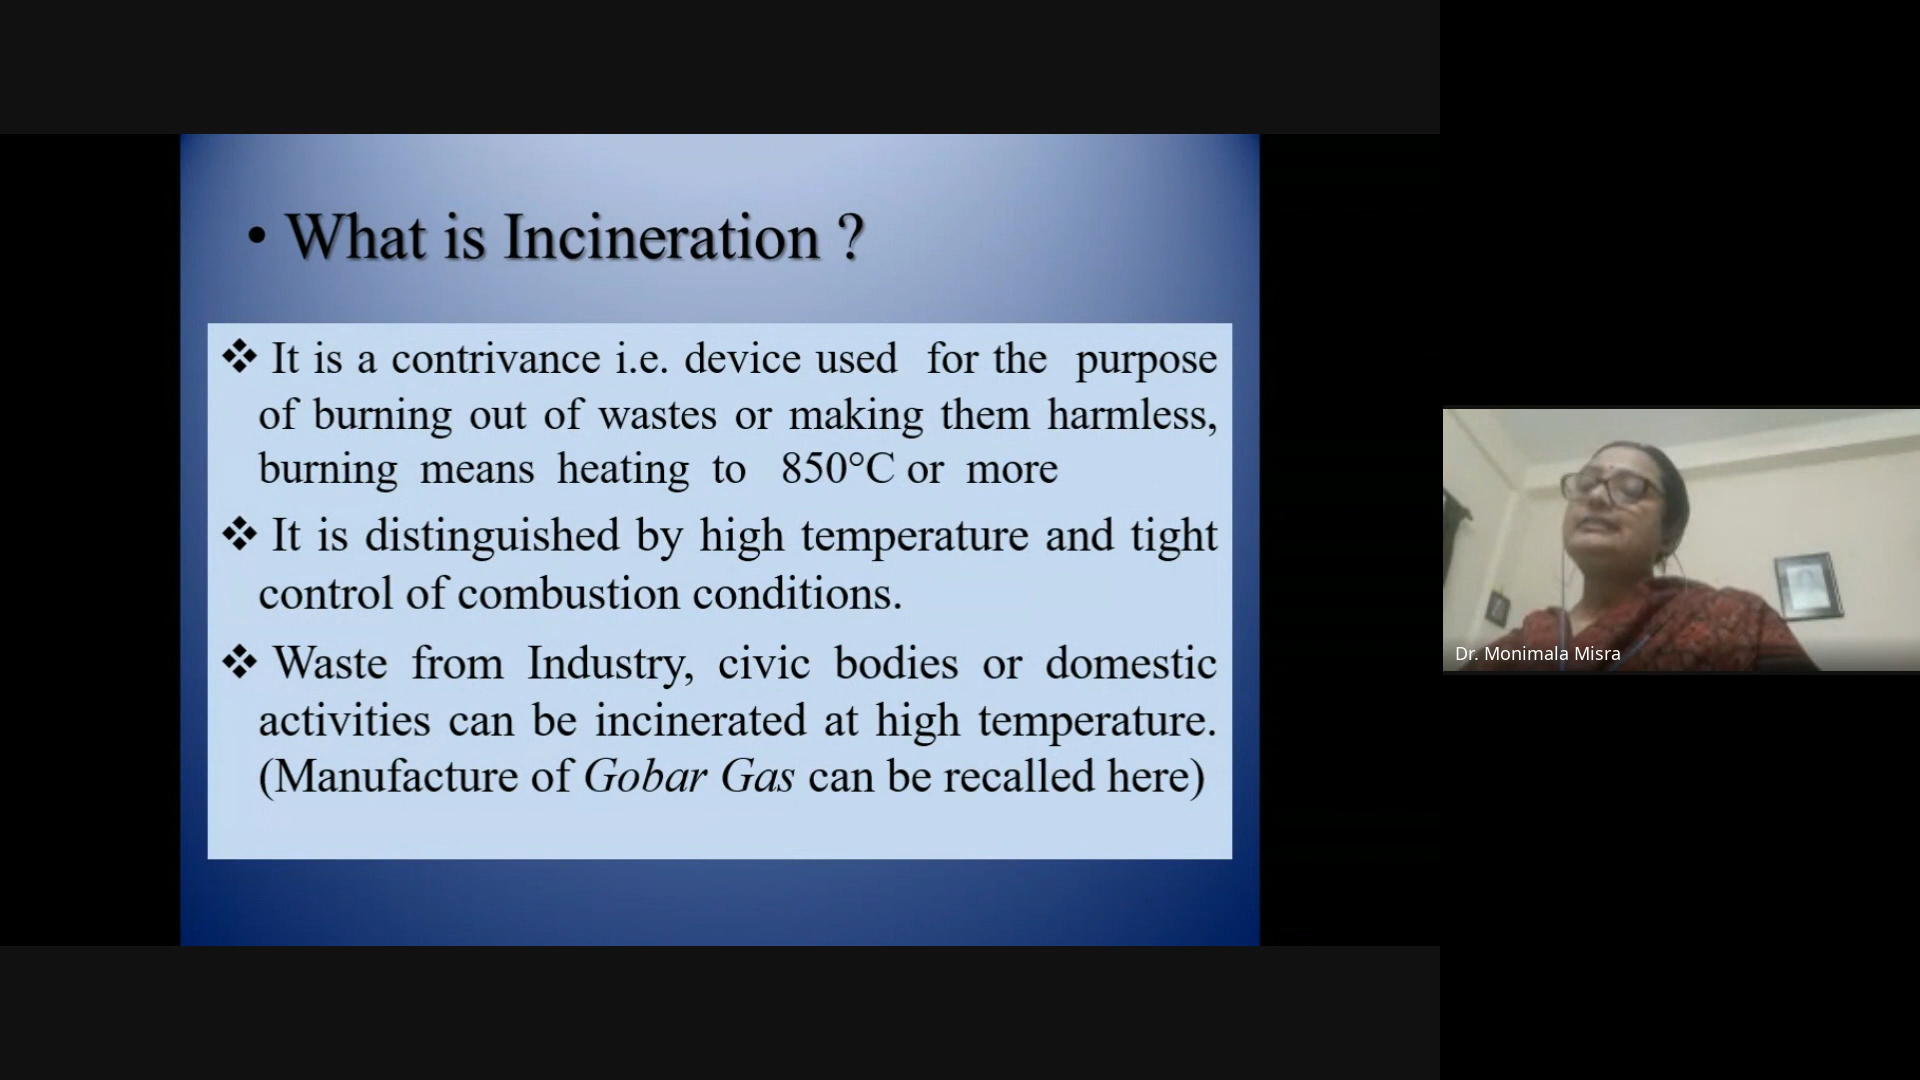 • What is Incineration ?
❖ It is a contrivance i.e. device used for the purpose
of burning out of wastes or making them harmless,
burning means heating to 850°C or more
❖ It is distinguished by high temperature and tight
control of combustion conditions.
❖ Waste from Industry, civic bodies or domestic
activities can be incinerated at high temperature.
(Manufacture of Gobar Gas can be recalled here)
Dr. Monimala Misra